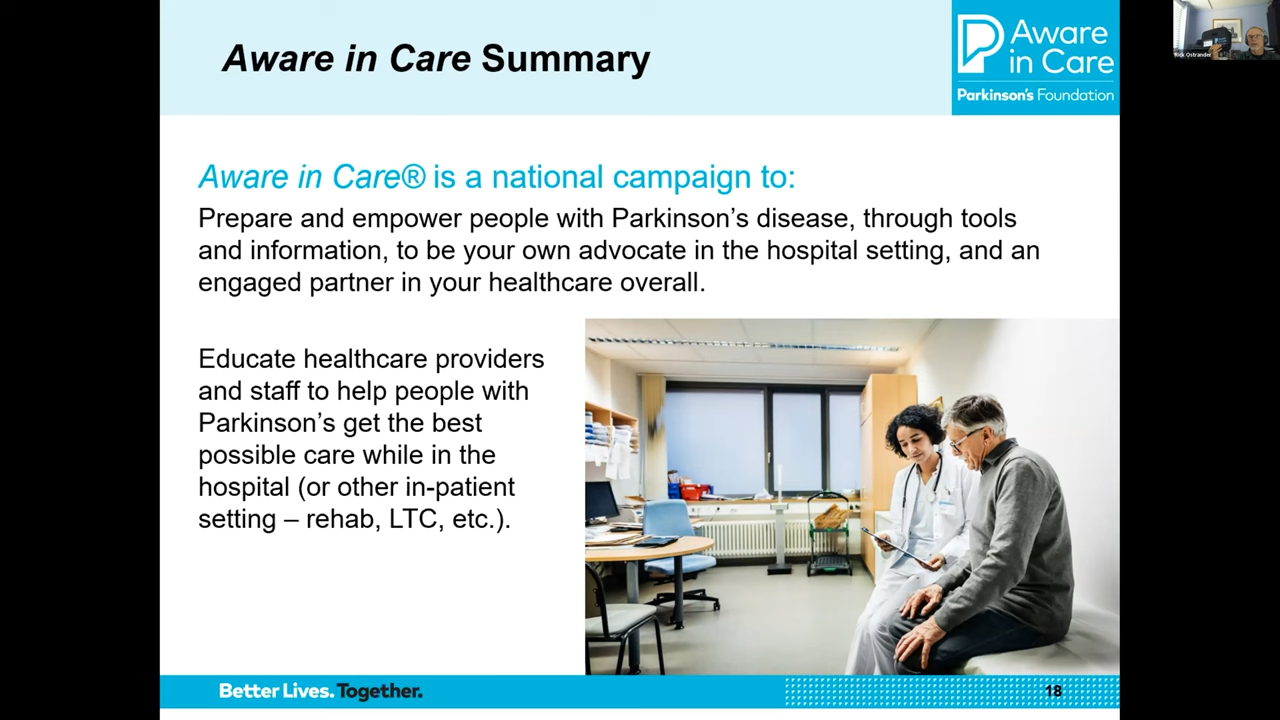 Aware in Care Summary
Aware
in Care
Parkinson's Foundation
Rick Ostrander
Aware in Care® is a national campaign to:
Prepare and empower people with Parkinson’s disease, through tools
and information, to be your own advocate in the hospital setting, and an
engaged partner in your healthcare overall.
Educate healthcare providers
and staff to help people with
Parkinson’s get the best
possible care while in the
hospital (or other in-patient
setting – rehab, LTC, etc.).
Better Lives. Together.
18